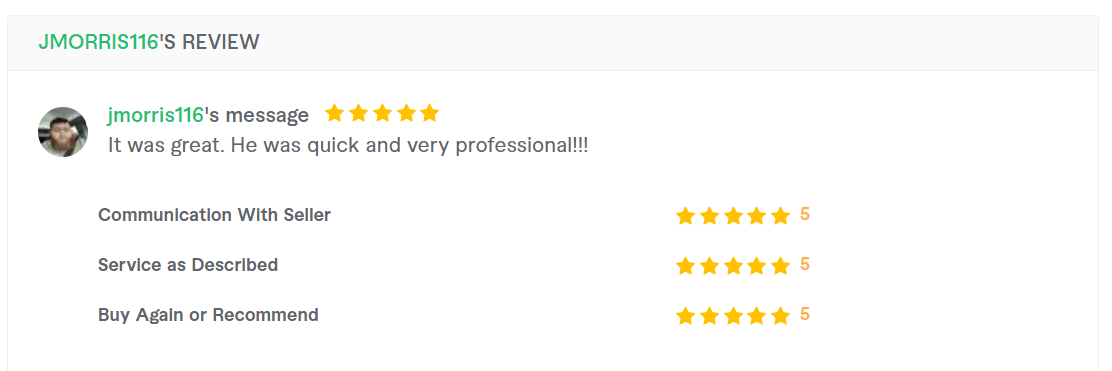 JMORRIS116'S REVIEW
jmorris116's message
It was great. He was quick and very professional!!!
Communication With Seller 5
Service as Described 5
Buy Again or Recommend 5